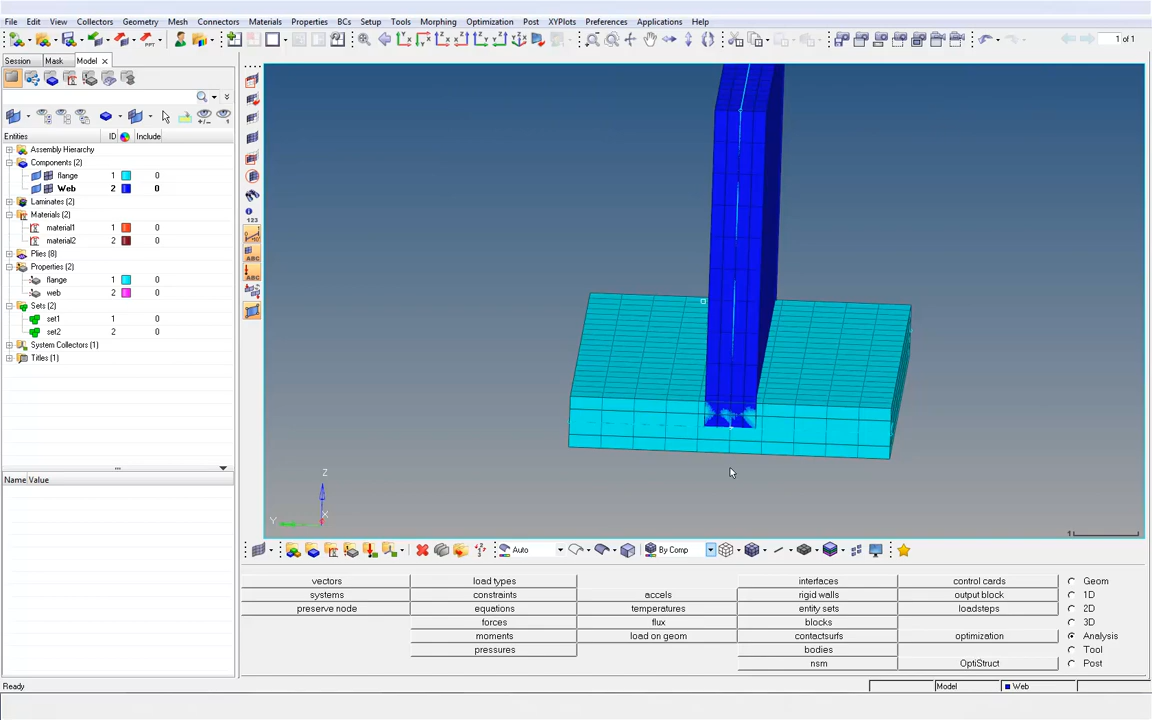 File Edit View Collectors Geometry Mesh Connectors Materials Properties BCs Setup Tools Morphing Optimization Post XYPlots Preferences Applications Help
1 of 1
Session Mask Model
Entities ID Include
Assembly Hierarchy
Components (2)
flange 1 0
Web 2 0
Laminates (2)
Materials (2)
material1 1 0
material2 2 0
Plies (8)
Properties (2)
flange 1 0
web 2 0
Sets (2)
set1 1 0
set2 2 0
System Collectors (1)
Titles (1)
Name Value
123
ABC
ABC
Z
Y
X
1
Auto By Comp
vectors load types interfaces control cards Geom
systems constraints accels rigid walls output block 1D
preserve node equations temperatures entity sets loadsteps 2D
forces flux blocks 3D
moments load on geom contactsurfs optimization Analysis
pressures bodies Tool
nsm OptiStruct Post
Ready Model Web